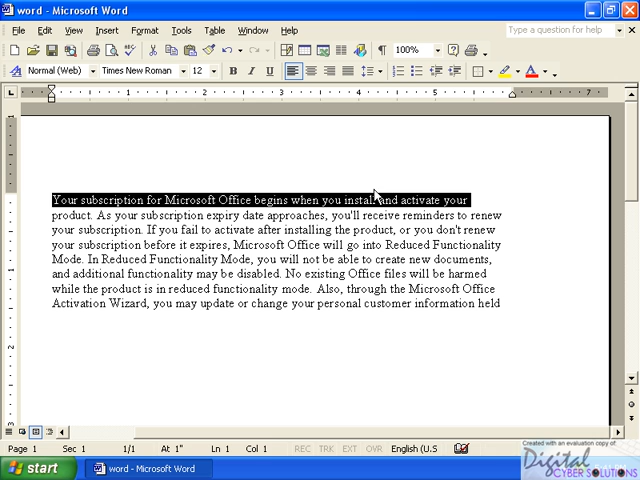 word - Microsoft Word
File Edit View Insert Format Tools Table Window Help Type a question for help
100%
Normal (Web) Times New Roman 12 B I U
1 2 3 4 5 6 7
Your subscription for Microsoft Office begins when you install and activate your
product. As your subscription expiry date approaches, you'll receive reminders to renew
your subscription. If you fail to activate after installing the product, or you don't renew
your subscription before it expires, Microsoft Office will go into Reduced Functionality
Mode. In Reduced Functionality Mode, you will not be able to create new documents,
and additional functionality may be disabled. No existing Office files will be harmed
while the product is in reduced functionality mode. Also, through the Microsoft Office
Activation Wizard, you may update or change your personal customer information held
Page 1 Sec 1 1/1 At 1" Ln 1 Col 1 REC TRK EXT OVR English (U.S
Created with an evaluation copy of
start word - Microsoft Word Digital
CYBER SOLUTIONS